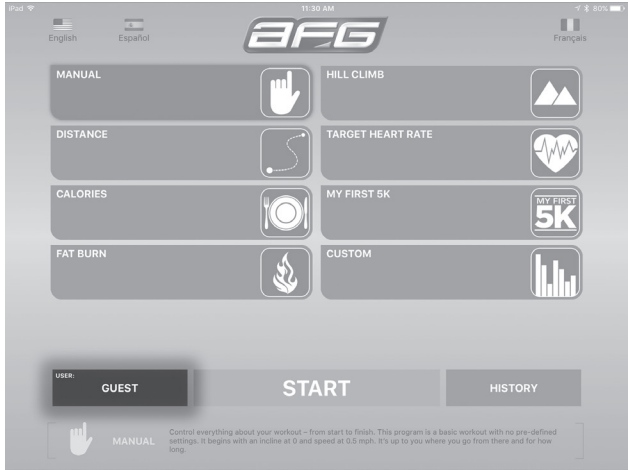 iPad 11:30 AM 80%
English Español AFG Français
MANUAL
HILL CLIMB
DISTANCE
TARGET HEART RATE
CALORIES
MY FIRST 5K
MY FIRST
5K
FAT BURN
CUSTOM
USER:
GUEST
START
HISTORY
MANUAL
Control everything about your workout – from start to finish. This program is a basic workout with no pre-defined
settings. It begins with an incline at 0 and speed at 0.5 mph. It's up to you where you go from there and for how
long.